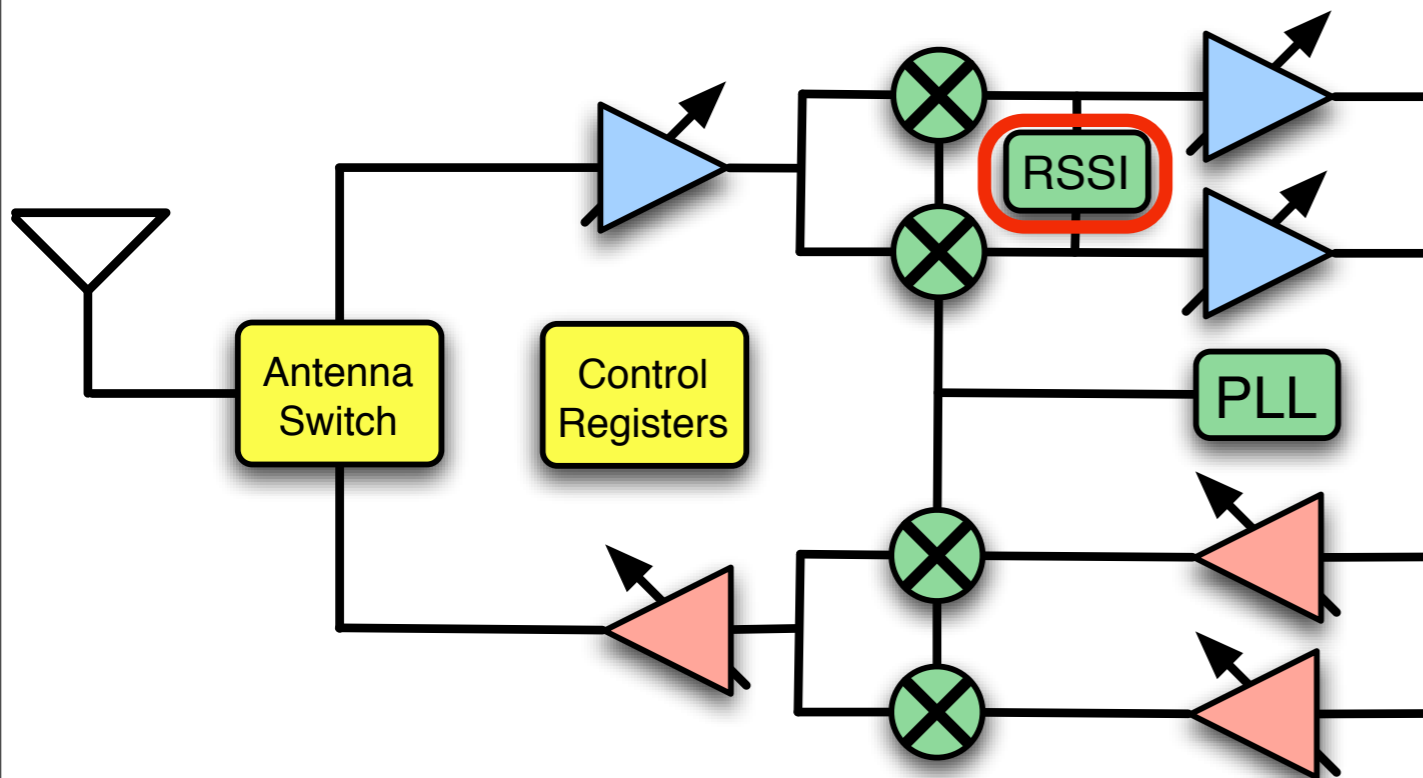 RSSI
Antenna
Switch
Control
Registers
PLL